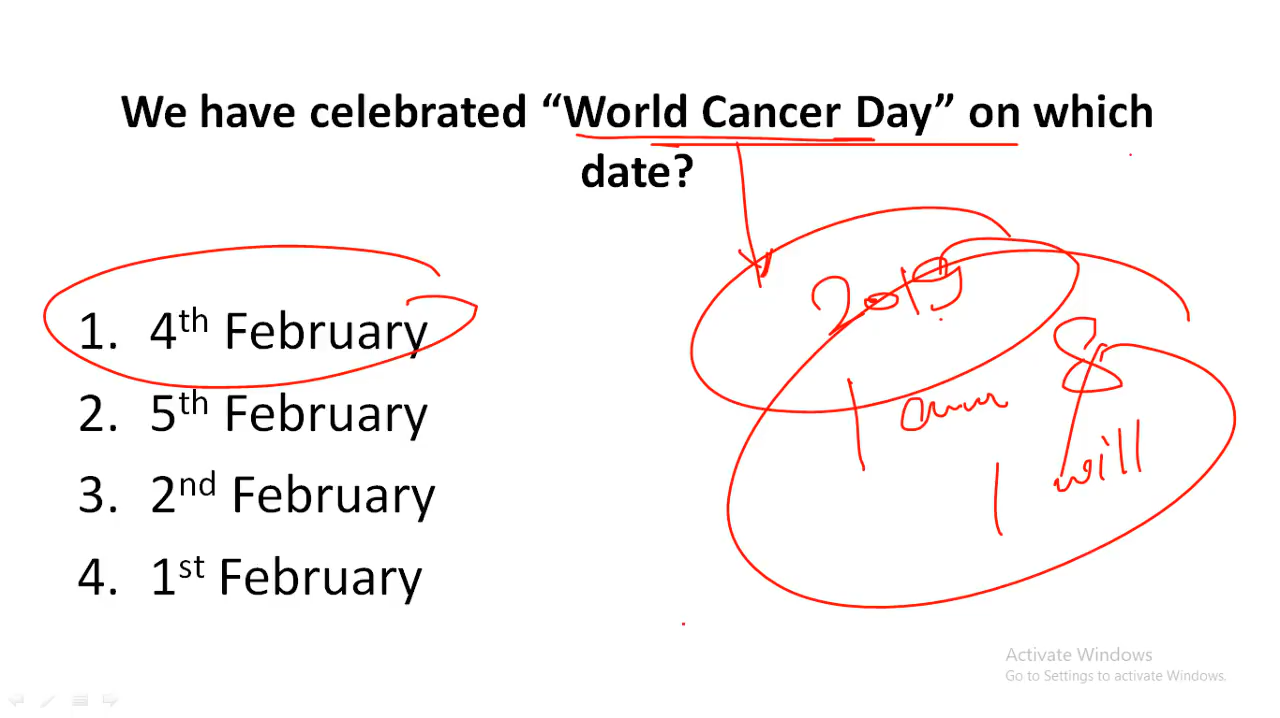 We have celebrated “World Cancer Day” on which
date?
1. 4th February
2. 5th February
3. 2nd February
4. 1st February
2019
I am &
I will
Activate Windows
Go to Settings to activate Windows.